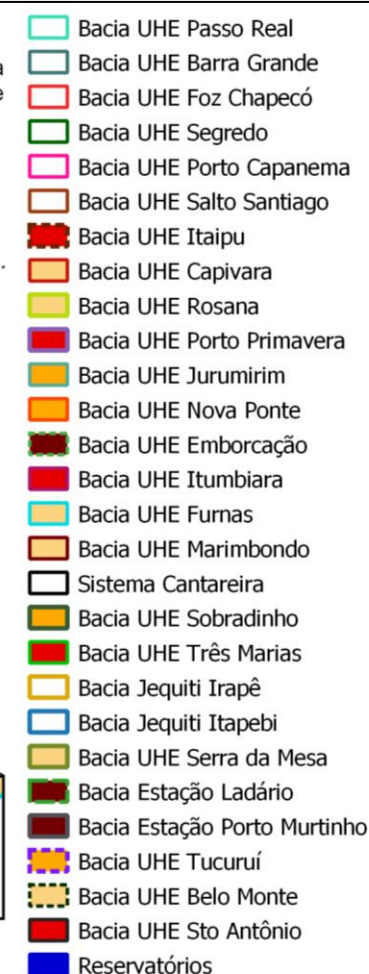 Bacia UHE Passo Real
Bacia UHE Barra Grande
Bacia UHE Foz Chapecó
Bacia UHE Segredo
Bacia UHE Porto Capanema
Bacia UHE Salto Santiago
Bacia UHE Itaipu
Bacia UHE Capivara
Bacia UHE Rosana
Bacia UHE Porto Primavera
Bacia UHE Jurumirim
Bacia UHE Nova Ponte
Bacia UHE Emborcação
Bacia UHE Itumbiara
Bacia UHE Furnas
Bacia UHE Marimbondo
Sistema Cantareira
Bacia UHE Sobradinho
Bacia UHE Três Marias
Bacia Jequiti Irapê
Bacia Jequiti Itapebi
Bacia UHE Serra da Mesa
Bacia Estação Ladário
Bacia Estação Porto Murtinho
Bacia UHE Tucuruí
Bacia UHE Belo Monte
Bacia UHE Sto Antônio
Reservatórios